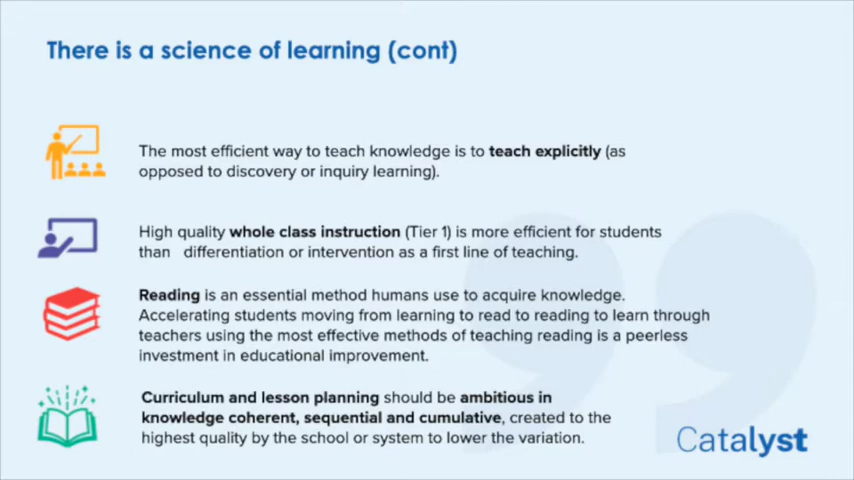 There is a science of learning (cont)
The most efficient way to teach knowledge is to teach explicitly (as
opposed to discovery or inquiry learning).
High quality whole class instruction (Tier 1) is more efficient for students
than differentiation or intervention as a first line of teaching.
Reading is an essential method humans use to acquire knowledge.
Accelerating students moving from learning to read to reading to learn through
teachers using the most effective methods of teaching reading is a peerless
investment in educational improvement.
Curriculum and lesson planning should be ambitious in
knowledge coherent, sequential and cumulative, created to the
highest quality by the school or system to lower the variation.
Catalyst